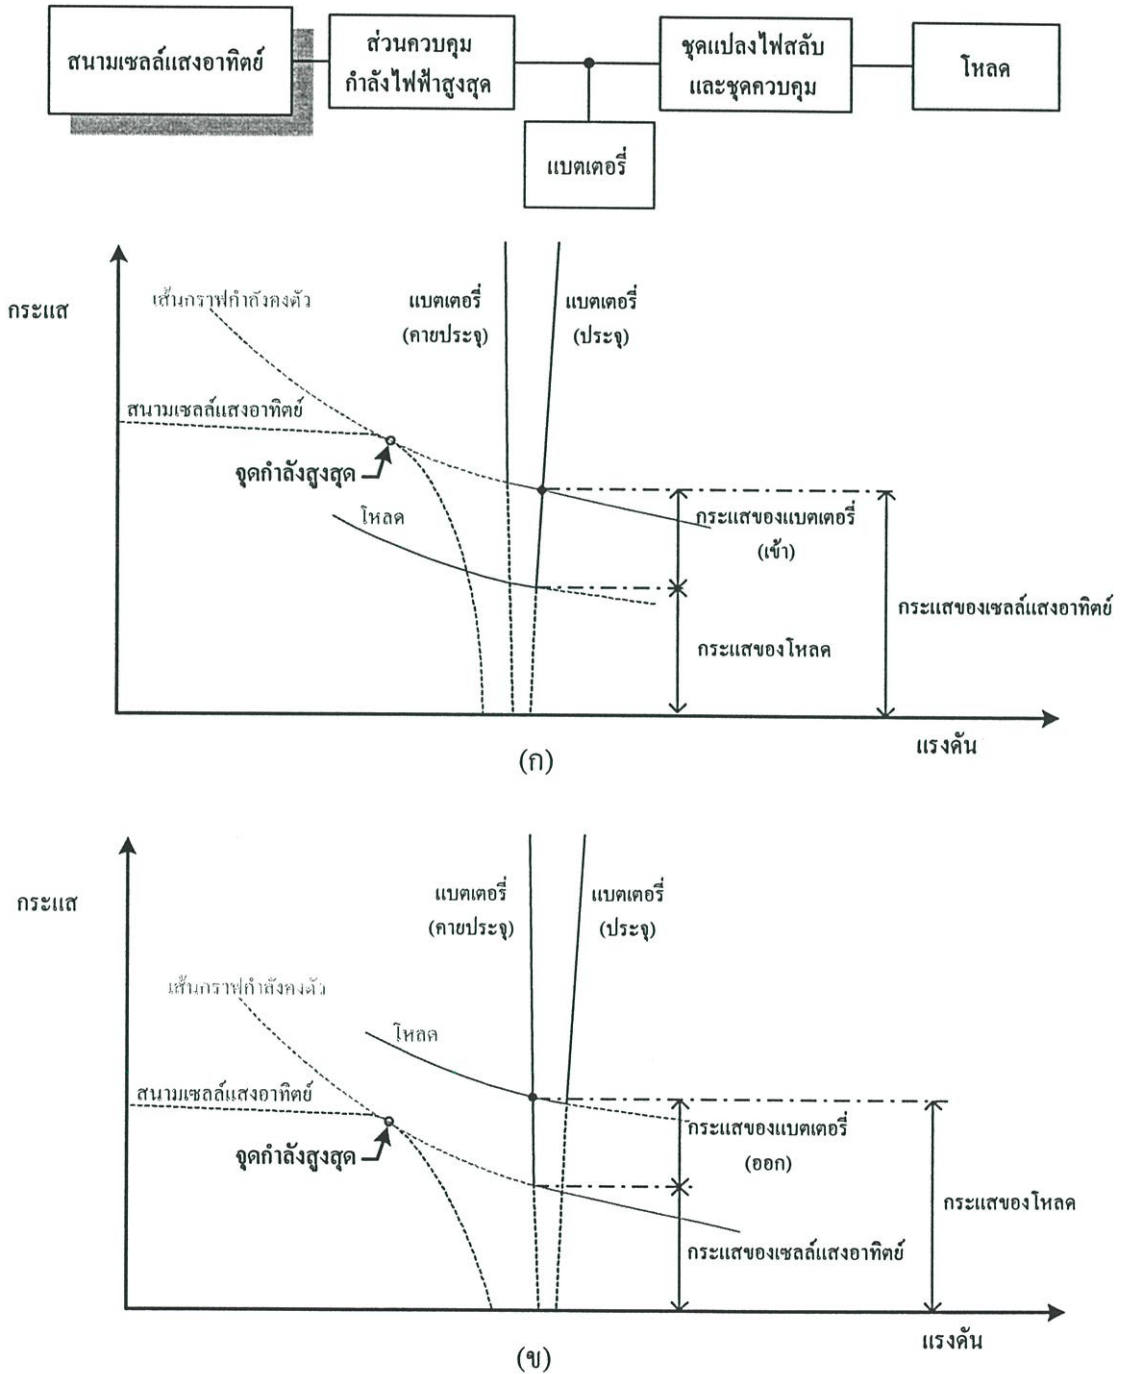 สนามเซลล์แสงอาทิตย์
ส่วนควบคุม
กำลังไฟฟ้าสูงสุด
ชุดแปลงไฟสลับ
และชุดควบคุม
โหลด
แบตเตอรี่
กระแส
เส้นกราฟกำลังคงตัว
แบตเตอรี่
(คายประจุ)
แบตเตอรี่
(ประจุ)
สนามเซลล์แสงอาทิตย์
จุดกำลังสูงสุด
โหลด
กระแสของแบตเตอรี่
(เข้า)
กระแสของเซลล์แสงอาทิตย์
กระแสของโหลด
แรงดัน
(ก)
กระแส
แบตเตอรี่
(คายประจุ)
แบตเตอรี่
(ประจุ)
เส้นกราฟกำลังคงตัว
โหลด
สนามเซลล์แสงอาทิตย์
จุดกำลังสูงสุด
กระแสของแบตเตอรี่
(ออก)
กระแสของโหลด
กระแสของเซลล์แสงอาทิตย์
แรงดัน
(ข)